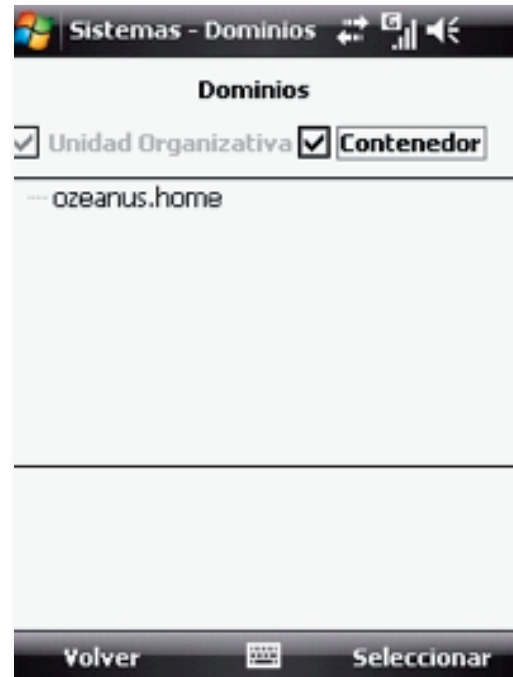 Sistemas - Dominios G
Dominios
Unidad Organizativa Contenedor
ozeanus.home
Volver Seleccionar